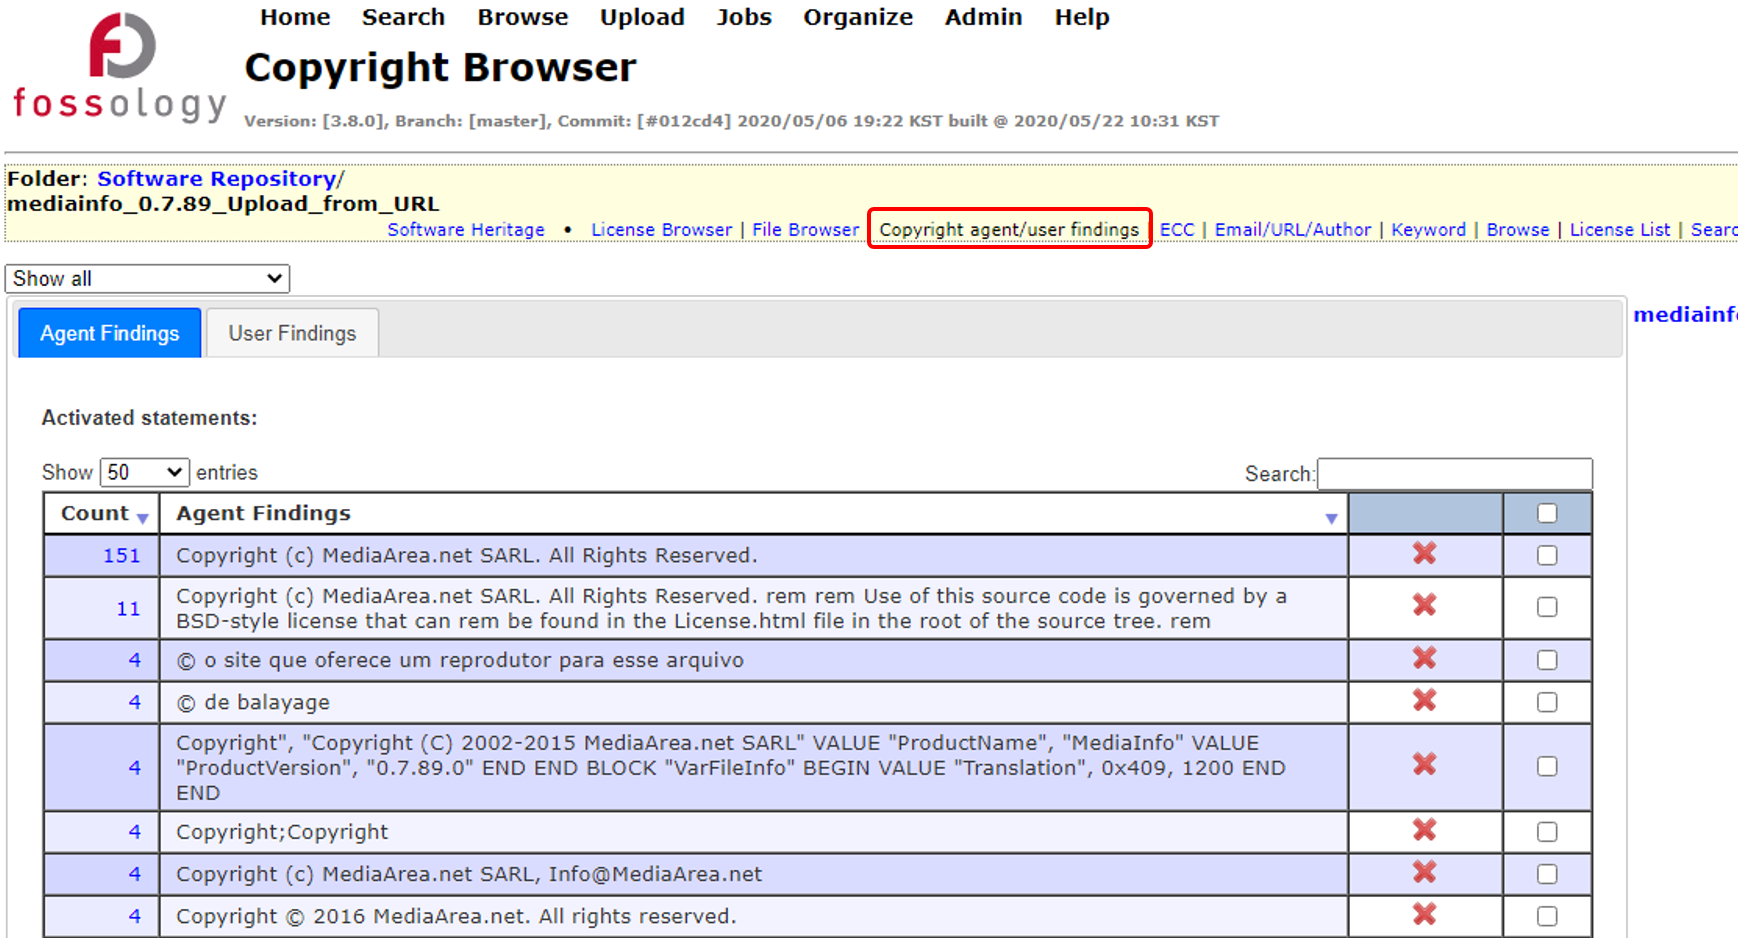 Home Search Browse Upload Jobs Organize Admin Help
fossology
Copyright Browser
Version: [3.8.0], Branch: [master], Commit: [#012cd4] 2020/05/06 19:22 KST built @ 2020/05/22 10:31 KST
Folder: Software Repository/
mediainfo_0.7.89_Upload_from_URL
Software Heritage • License Browser | File Browser Copyright agent/user findings | ECC | Email/URL/Author | Keyword | Browse | License List | Searc
Show all
mediainf
Agent Findings User Findings
Activated statements:
Show 50 entries Search:
Count Agent Findings
151 Copyright (c) MediaArea.net SARL. All Rights Reserved.
11 Copyright (c) MediaArea.net SARL. All Rights Reserved. rem rem Use of this source code is governed by a
BSD-style license that can rem be found in the License.html file in the root of the source tree. rem
4 © o site que oferece um reprodutor para esse arquivo
4 © de balayage
Copyright", "Copyright (C) 2002-2015 MediaArea.net SARL" VALUE "ProductName", "MediaInfo" VALUE
4 "ProductVersion", "0.7.89.0" END END BLOCK "VarFileInfo" BEGIN VALUE "Translation", 0x409, 1200 END
END
4 Copyright;Copyright
4 Copyright (c) MediaArea.net SARL, Info@MediaArea.net
4 Copyright © 2016 MediaArea.net. All rights reserved.